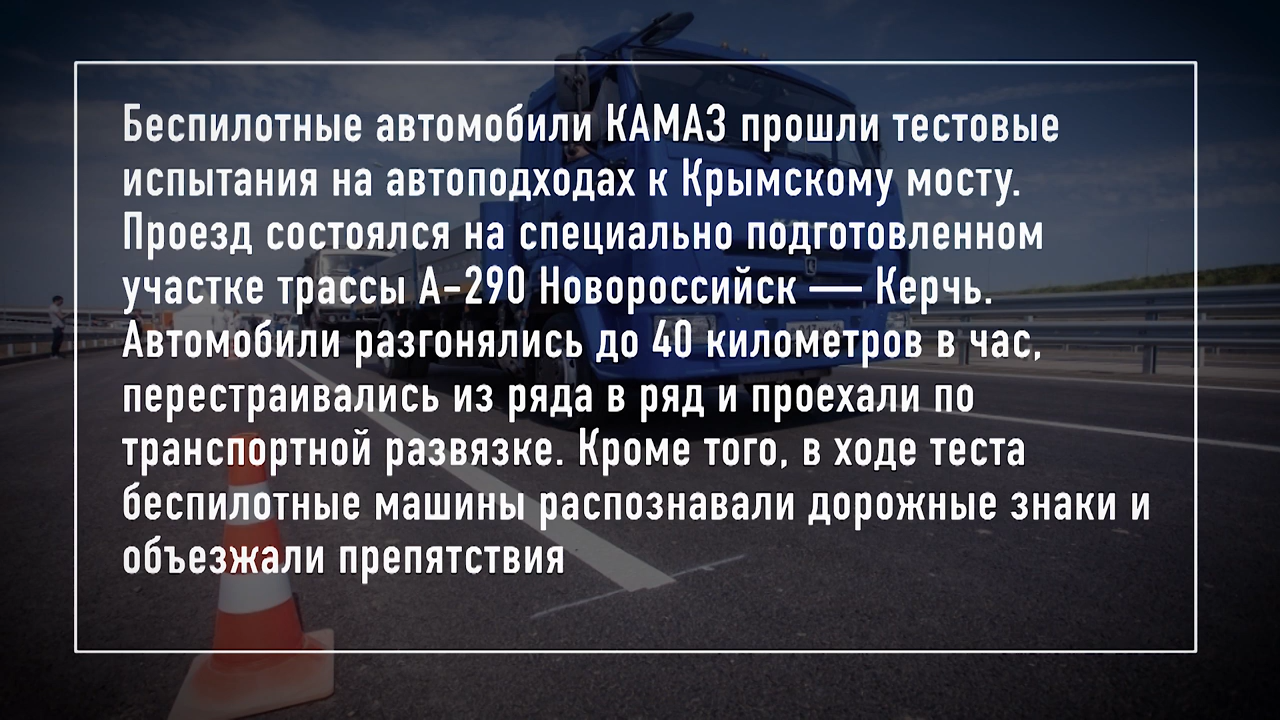 Беспилотные автомобили КАМАЗ прошли тестовые
испытания на автоподходах к Крымскому мосту.
Проезд состоялся на специально подготовленном
участке трассы А-290 Новороссийск — Керчь.
Автомобили разгонялись до 40 километров в час,
перестраивались из ряда в ряд и проехали по
транспортной развязке. Кроме того, в ходе теста
беспилотные машины распознавали дорожные знаки и
объезжали препятствия